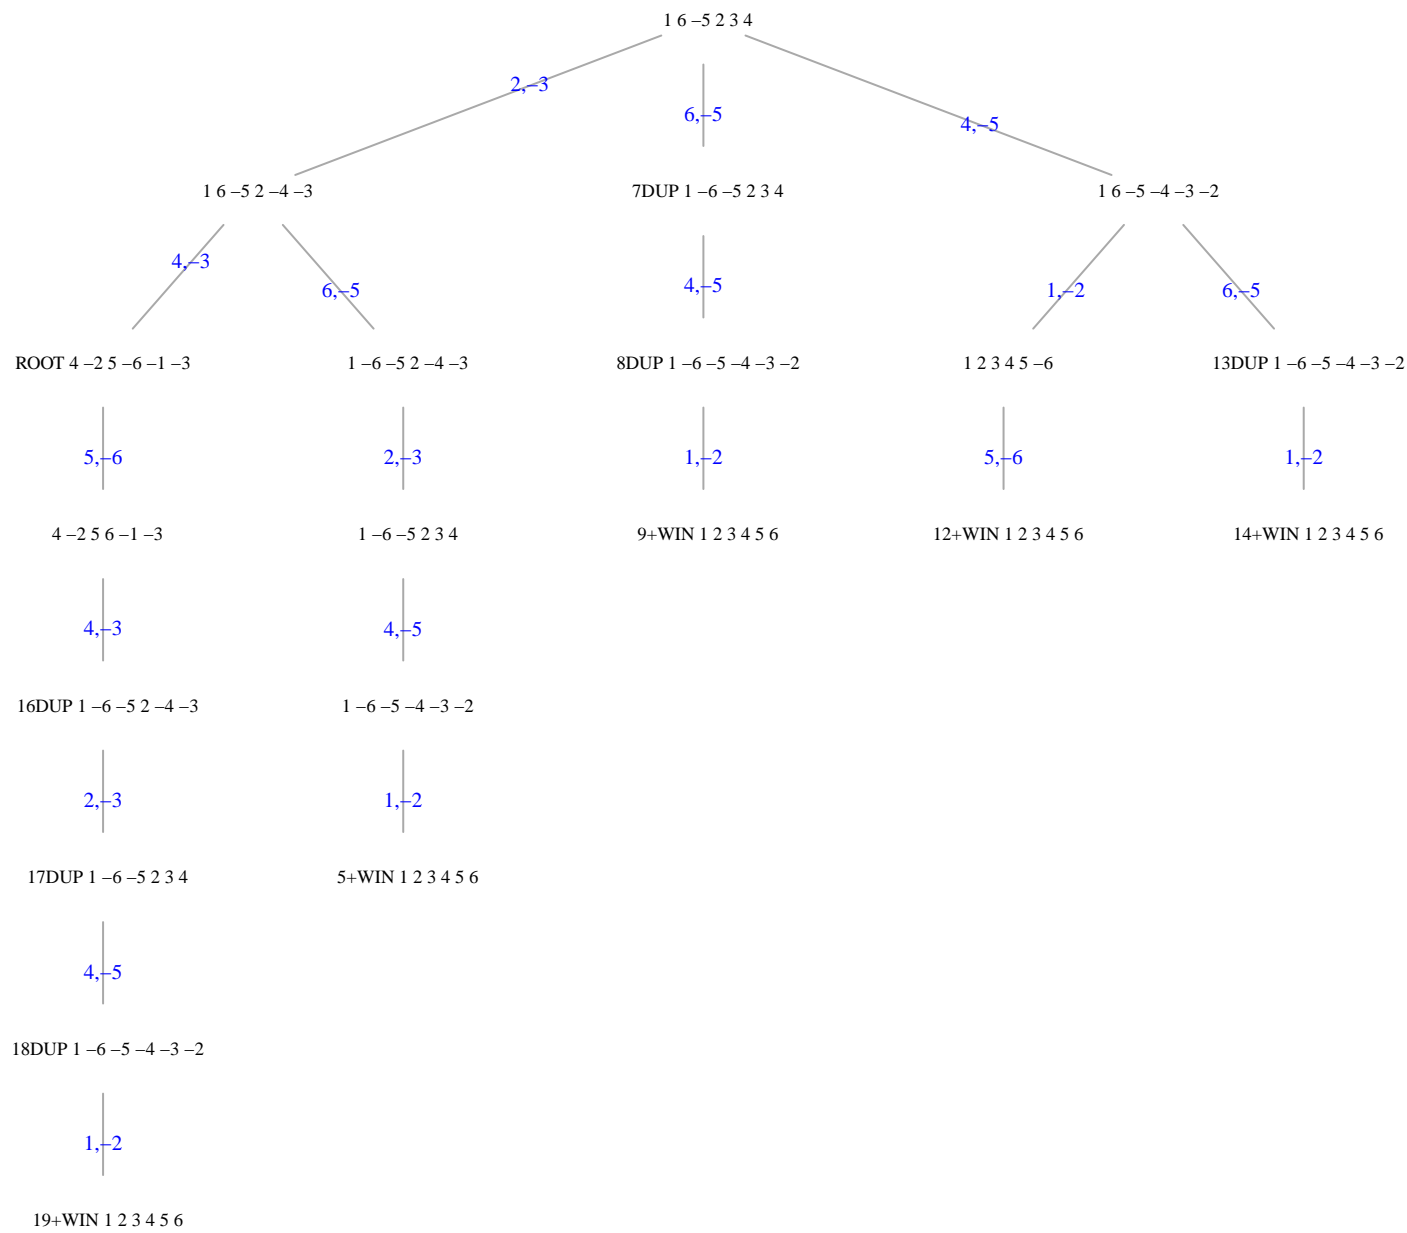 1 6 –5 2 3 4
2,–3
6,–5
4,–5
1 6 –5 2 –4 –3
7DUP 1 –6 –5 2 3 4
1 6 –5 –4 –3 –2
4,–3
6,–5
4,–5
1,–2
6,–5
ROOT 4 –2 5 –6 –1 –3
1 –6 –5 2 –4 –3
8DUP 1 –6 –5 –4 –3 –2
1 2 3 4 5 –6
13DUP 1 –6 –5 –4 –3 –2
5,–6
2,–3
1,–2
5,–6
1,–2
4 –2 5 6 –1 –3
1 –6 –5 2 3 4
9+WIN 1 2 3 4 5 6
12+WIN 1 2 3 4 5 6
14+WIN 1 2 3 4 5 6
4,–3
4,–5
16DUP 1 –6 –5 2 –4 –3
1 –6 –5 –4 –3 –2
2,–3
1,–2
17DUP 1 –6 –5 2 3 4
5+WIN 1 2 3 4 5 6
4,–5
18DUP 1 –6 –5 –4 –3 –2
1,–2
19+WIN 1 2 3 4 5 6